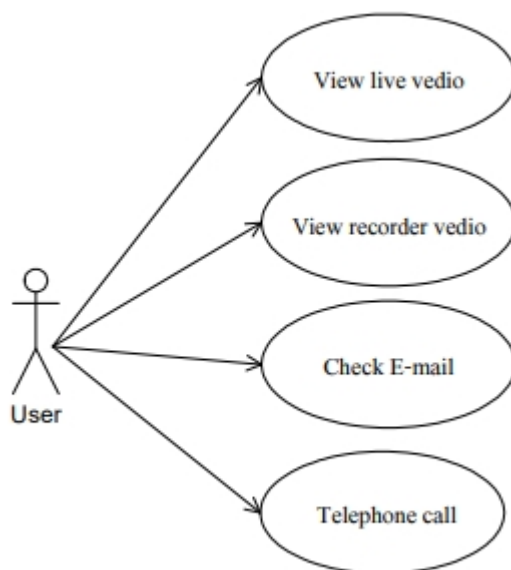 View live vedio
View recorder vedio
Check E-mail
User
Telephone call